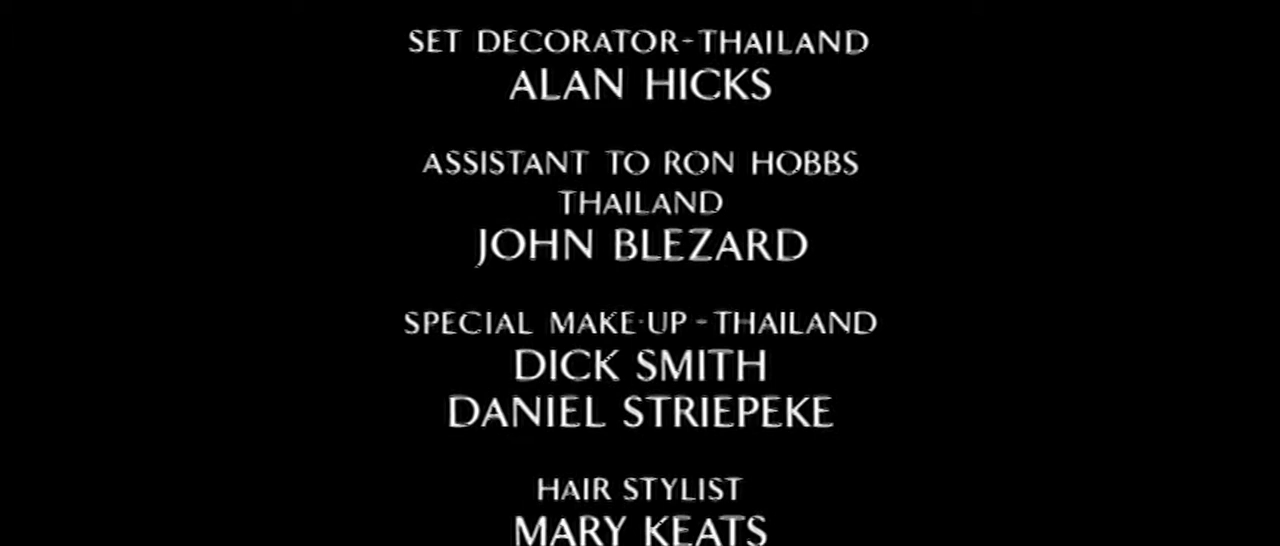 SET DECORATOR-THAILAND
ALAN HICKS
ASSISTANT TO RON HOBBS
THAILAND
JOHN BLEZARD
SPECIAL MAKE-UP-THAILAND
DICK SMITH
DANIEL STRIEPEKE
HAIR STYLIST
MARY KEATS